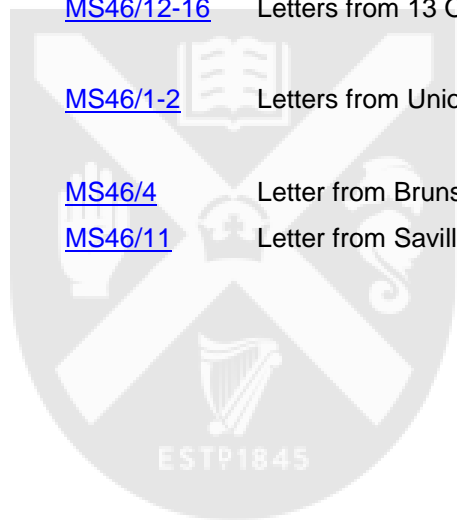 MS46/12-16 Letters from 13 C
MS46/1-2 Letters from Unio
MS46/4 Letter from Bruns
MS46/11 Letter from Savill
ESTD1845